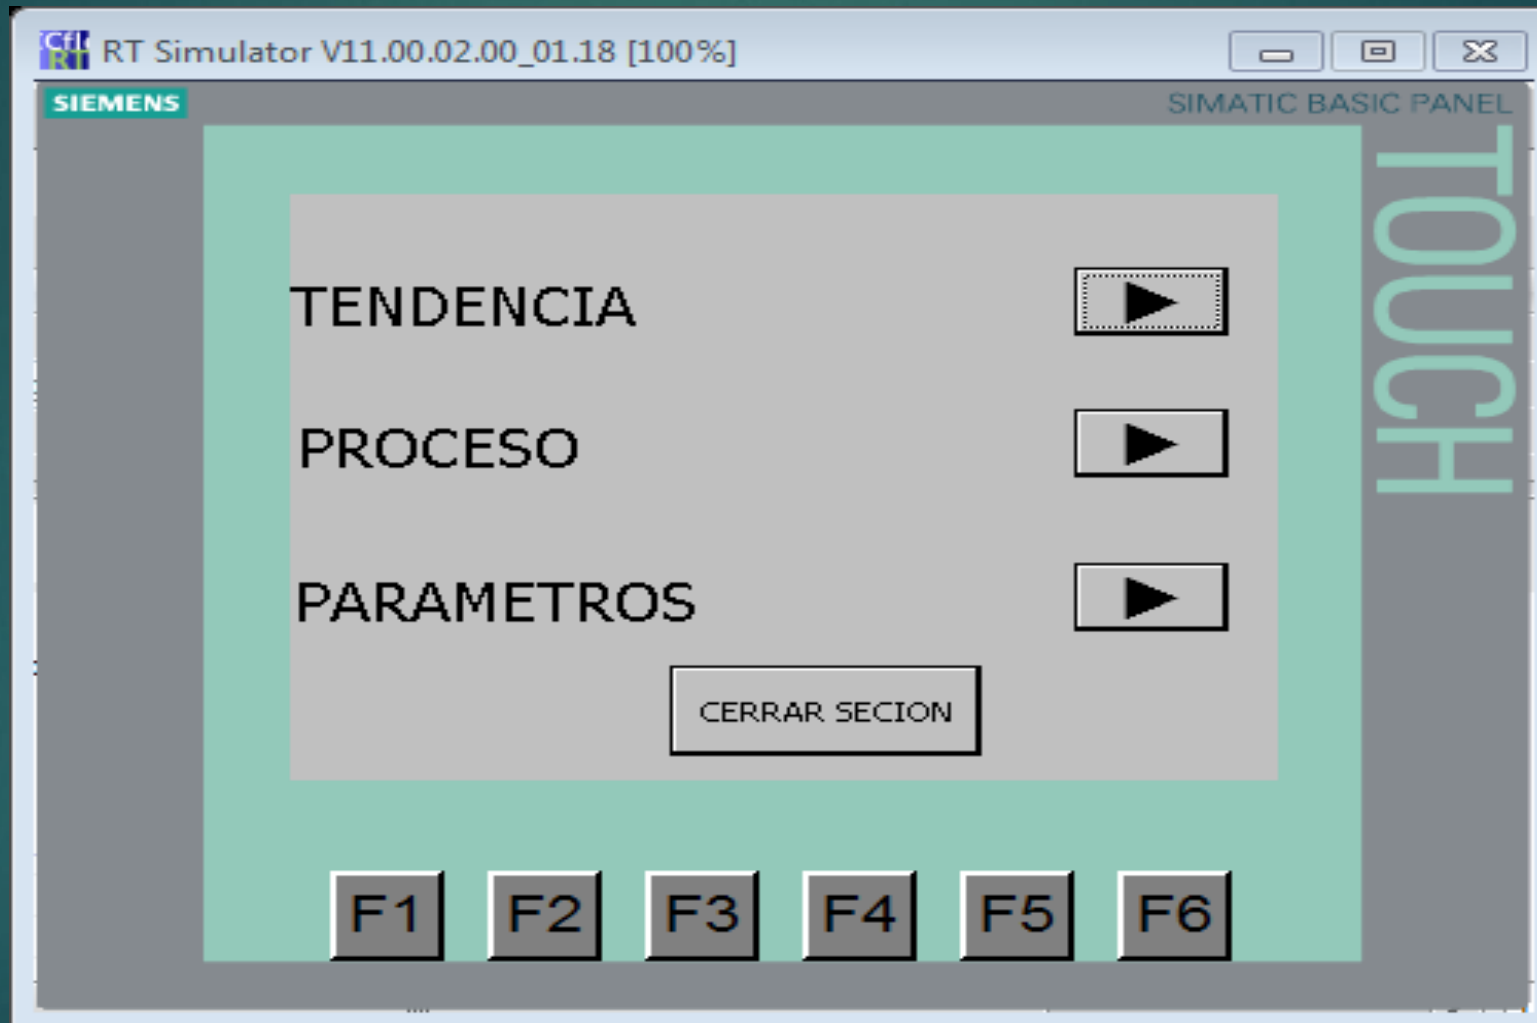 RT Simulator V11.00.02.00_01.18 [100%]
SIEMENS
SIMATIC BASIC PANEL
TOUCH
TENDENCIA
PROCESO
PARAMETROS
CERRAR SECION
F1 F2 F3 F4 F5 F6